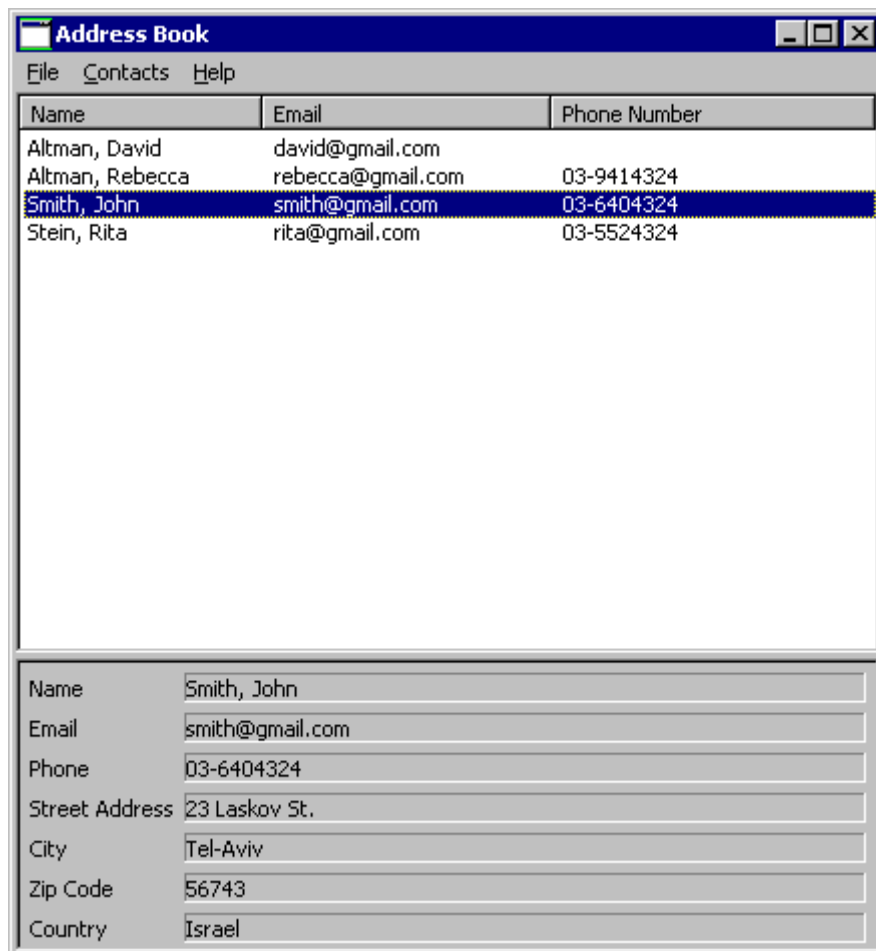 Address Book
File Contacts Help
Name Email Phone Number
Altman, David david@gmail.com
Altman, Rebecca rebecca@gmail.com 03-9414324
Smith, John smith@gmail.com 03-6404324
Stein, Rita rita@gmail.com 03-5524324
Name Smith, John
Email smith@gmail.com
Phone 03-6404324
Street Address 23 Laskov St.
City Tel-Aviv
Zip Code 56743
Country Israel